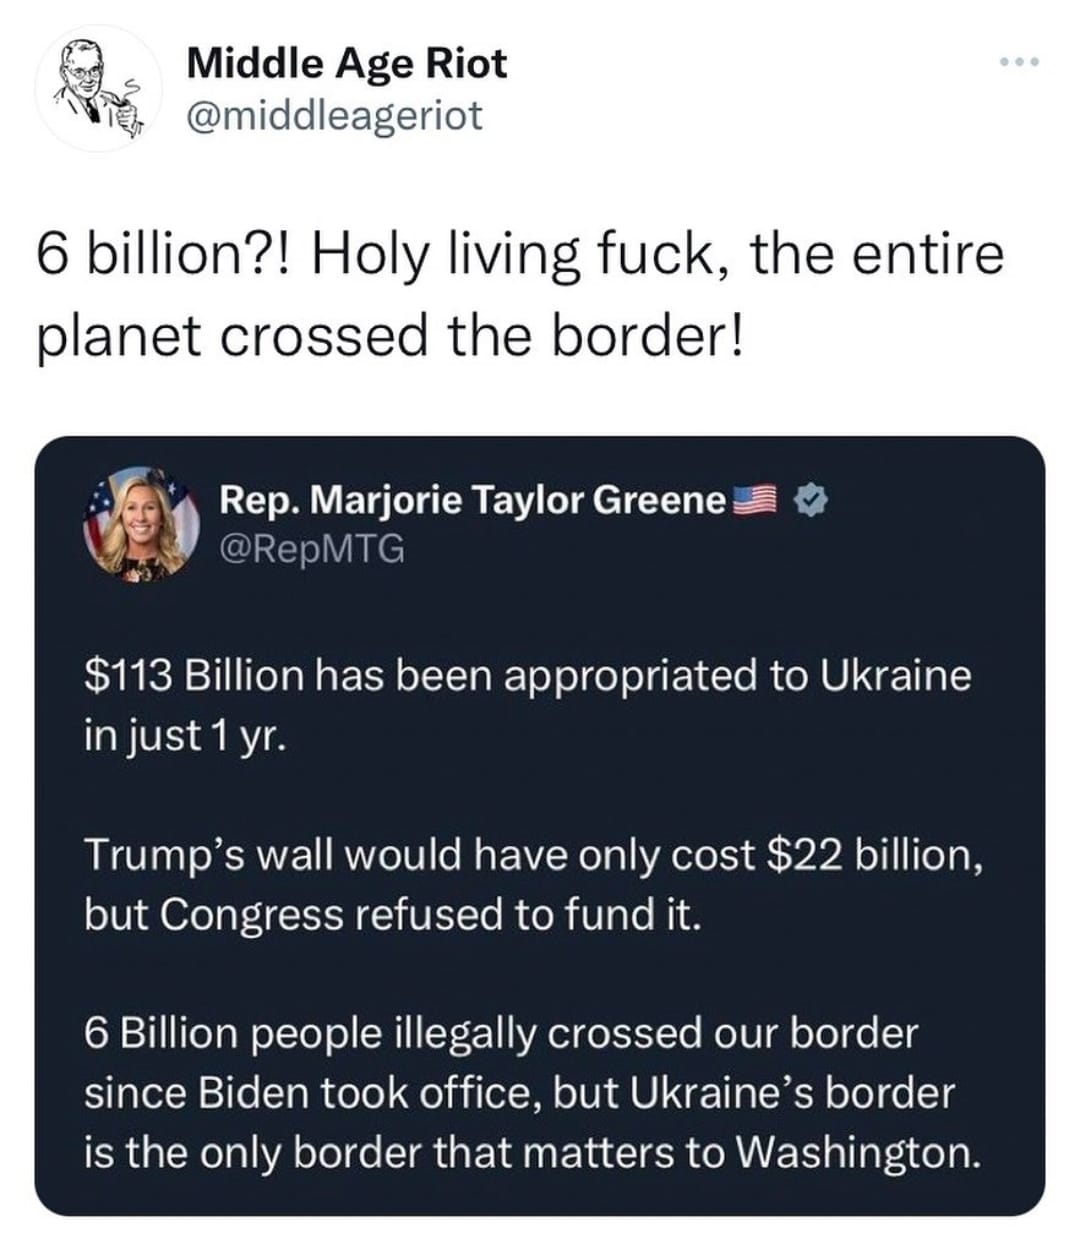 Middle Age Riot
@middleageriot
6 billion?! Holy living fuck, the entire
planet crossed the border!
Rep. Marjorie Taylor Greene🇺🇸
@RepMTG
$113 Billion has been appropriated to Ukraine
in just 1 yr.
Trump’s wall would have only cost $22 billion,
but Congress refused to fund it.
6 Billion people illegally crossed our border
since Biden took office, but Ukraine’s border
is the only border that matters to Washington.